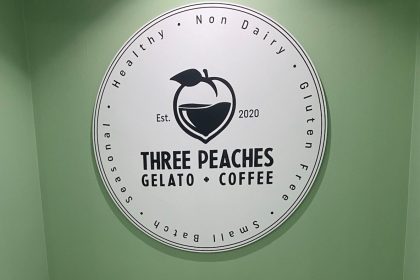 Seasonal • Healthy • Non Dairy • Gluten Free • Small Batch •
Est. 2020
THREE PEACHES
GELATO + COFFEE